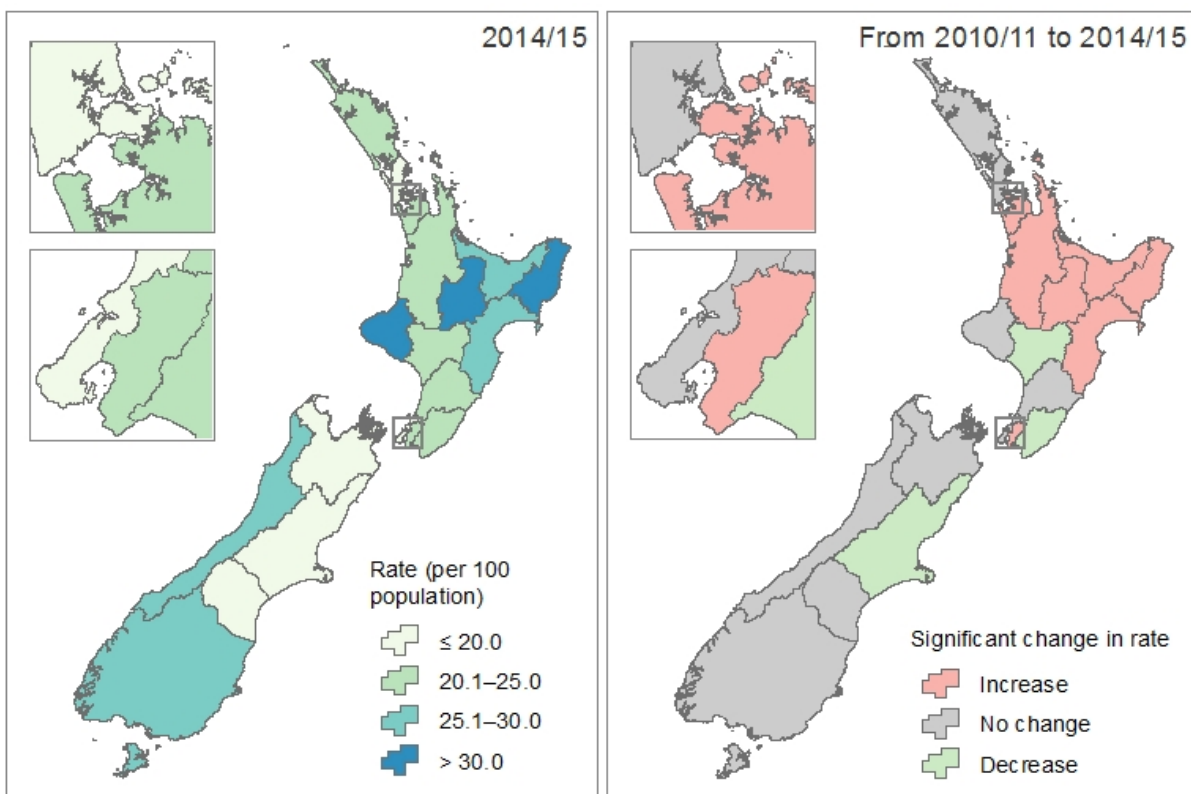 2014/15
Rate (per 100
population)
≤ 20.0
20.1–25.0
25.1–30.0
> 30.0
From 2010/11 to 2014/15
Significant change in rate
Increase
No change
Decrease